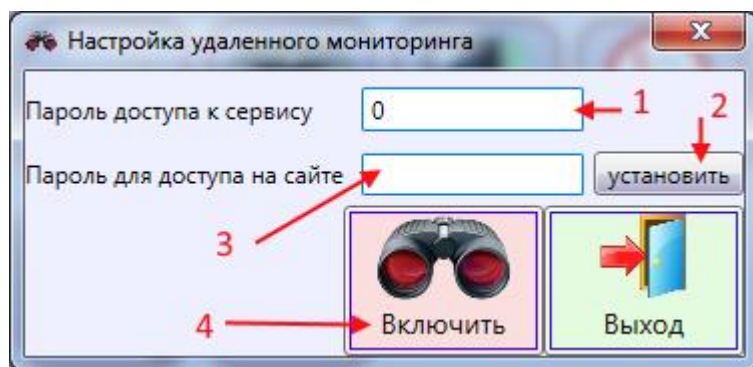 Настройка удаленного мониторинга
x
Пароль доступа к сервису 0 1 2
Пароль для доступа на сайте установить
3
4 Включить Выход